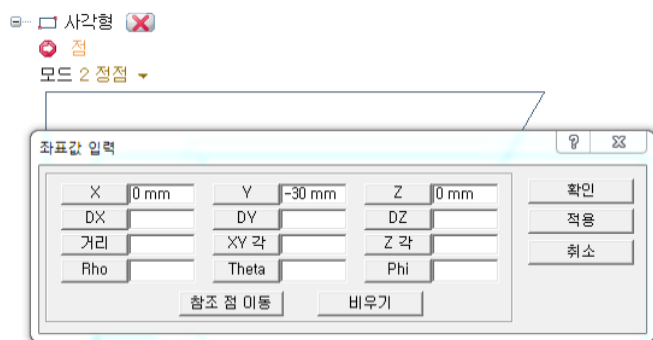 사각형
점
모드 2 정점
좌표값 입력
X 0 mm Y -30 mm Z 0 mm 확인
DX DY DZ 적용
거리 XY 각 Z 각 취소
Rho Theta Phi
참조 점 이동 비우기